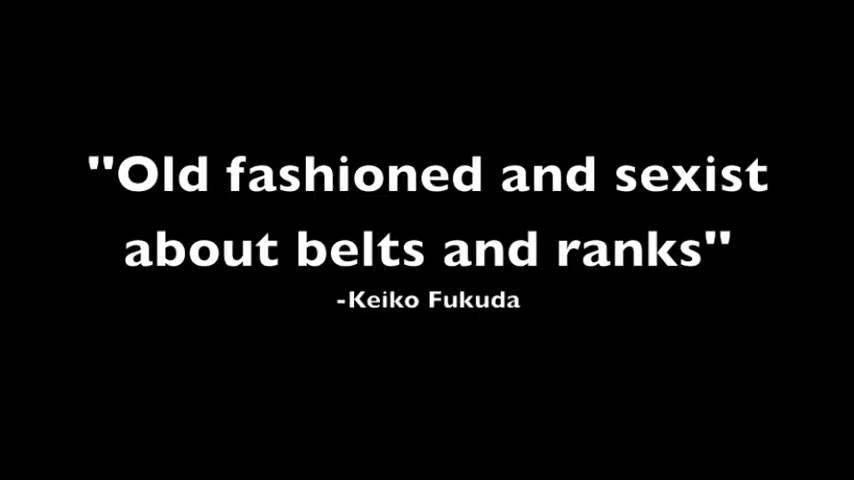 "Old fashioned and sexist
about belts and ranks"
-Keiko Fukuda